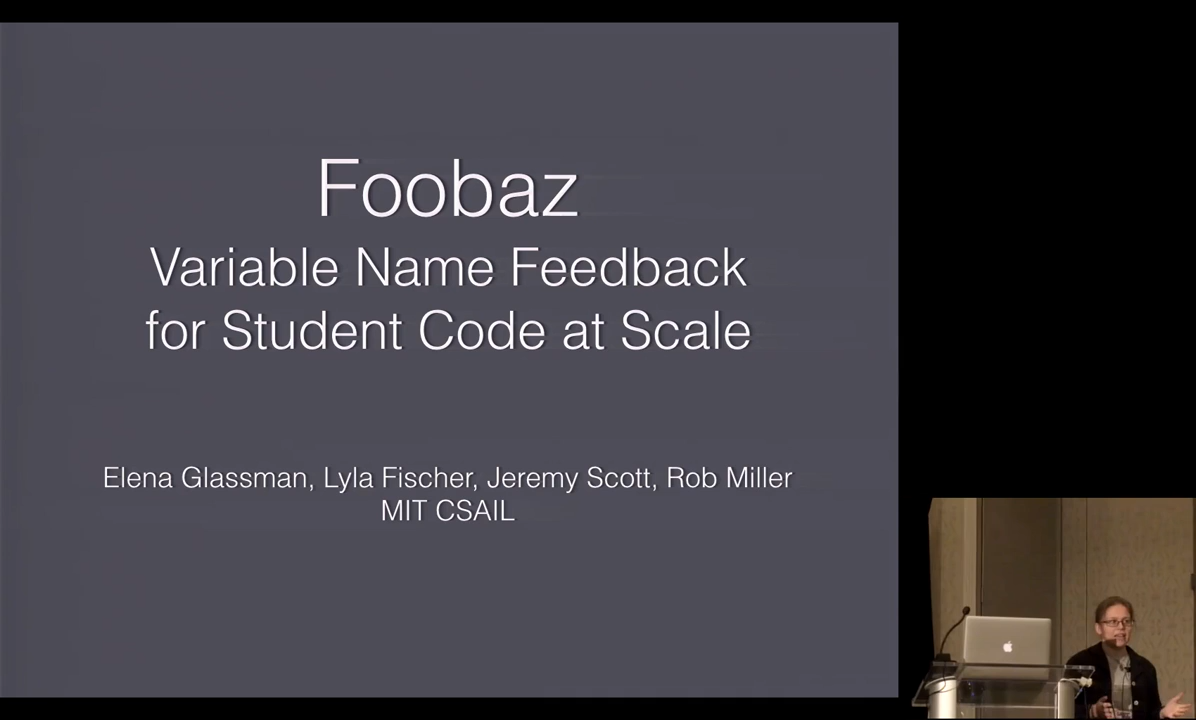 Foobaz
Variable Name Feedback
for Student Code at Scale
Elena Glassman, Lyla Fischer, Jeremy Scott, Rob Miller
MIT CSAIL